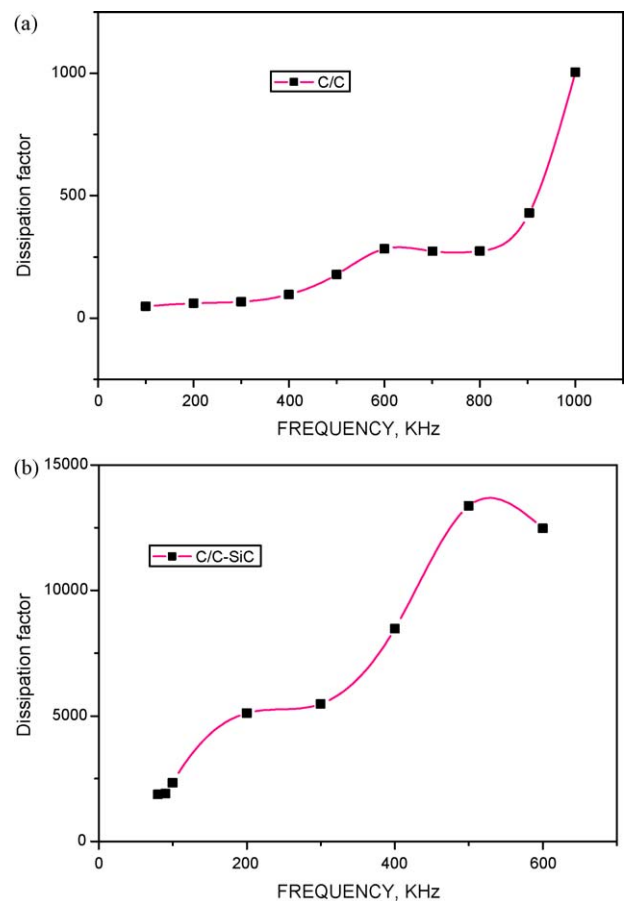 (a)
1000
500
0
Dissipation factor
C/C
0 200 400 600 800 1000
FREQUENCY, KHz
(b)
15000
10000
5000
0
Dissipation factor
C/C-SiC
0 200 400 600
FREQUENCY, KHz